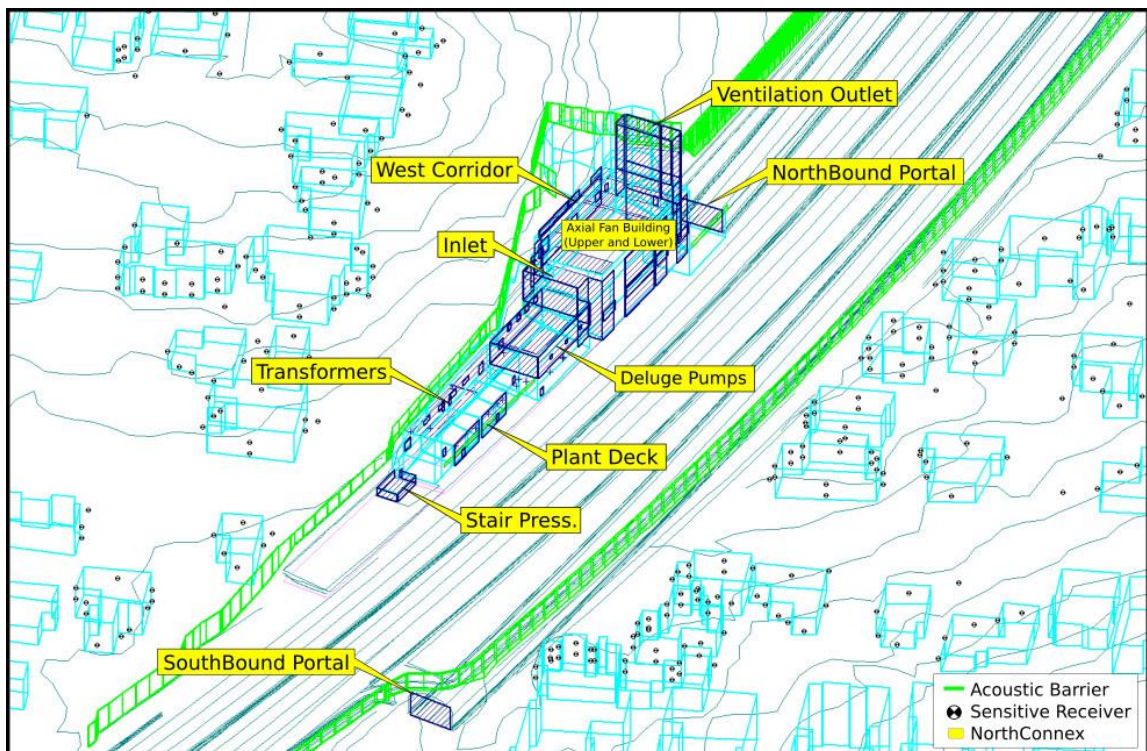 Ventilation Outlet
West Corridor
NorthBound Portal
Axial Fan Building
(Upper and Lower)
Inlet
Transformers
Deluge Pumps
Plant Deck
Stair Press.
SouthBound Portal
Acoustic Barrier
Sensitive Receiver
NorthConnex